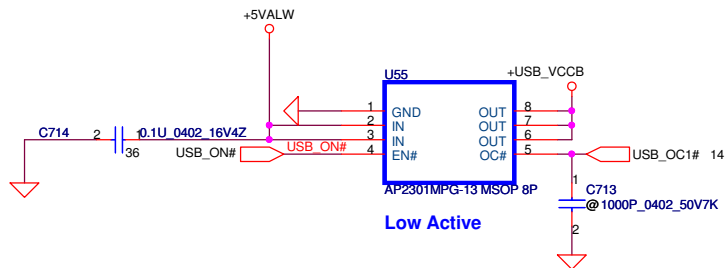 +5VALW
U55
+USB_VCCB
1 GND OUT 8
2 IN OUT 7
3 IN OUT 6
4 EN# OC# 5
C714 2 1 0.1U_0402_16V4Z
36
USB_ON# USB_ON#
USB_OC1# 14
AP2301MPG-13 MSOP 8P
Low Active
1 C713
@ 1000P_0402_50V7K
2